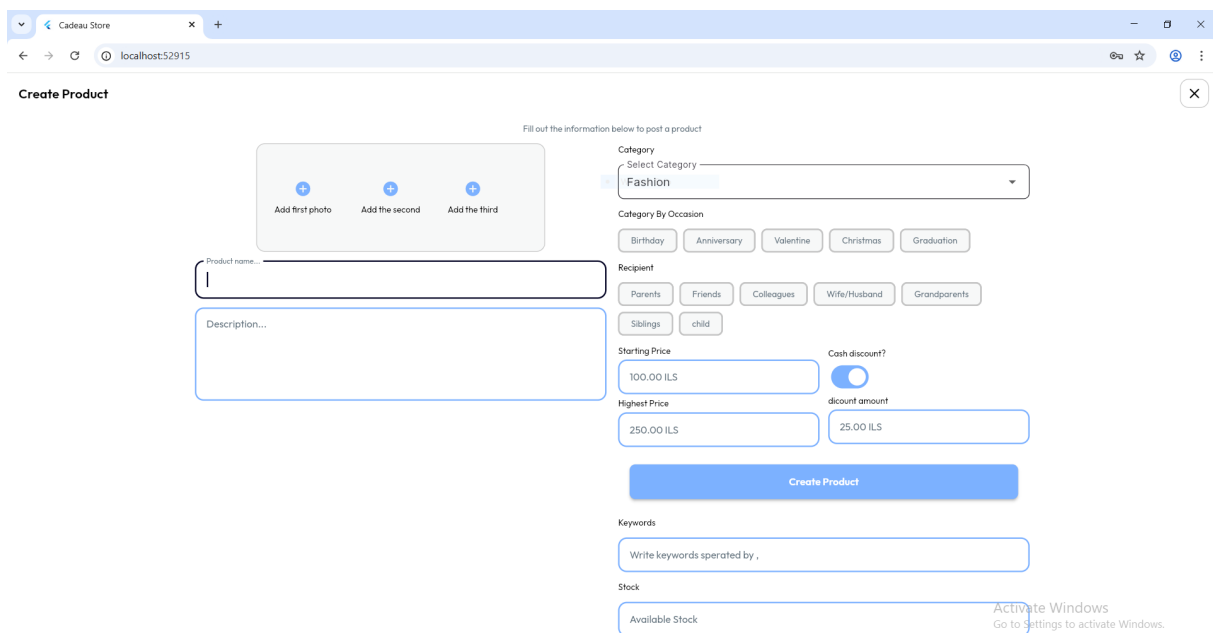 Cadeau Store
localhost:52915
Create Product
Fill out the information below to post a product
Add first photo
Add the second
Add the third
Product name...
Description...
Category
Select Category
Fashion
Category By Occasion
Birthday
Anniversary
Valentine
Christmas
Graduation
Recipient
Parents
Friends
Colleagues
Wife/Husband
Grandparents
Siblings
child
Starting Price
100.00 ILS
Cash discount?
Highest Price
250.00 ILS
dicount amount
25.00 ILS
Create Product
Keywords
Write keywords sperated by ,
Stock
Available Stock
Activate Windows
Go to Settings to activate Windows.